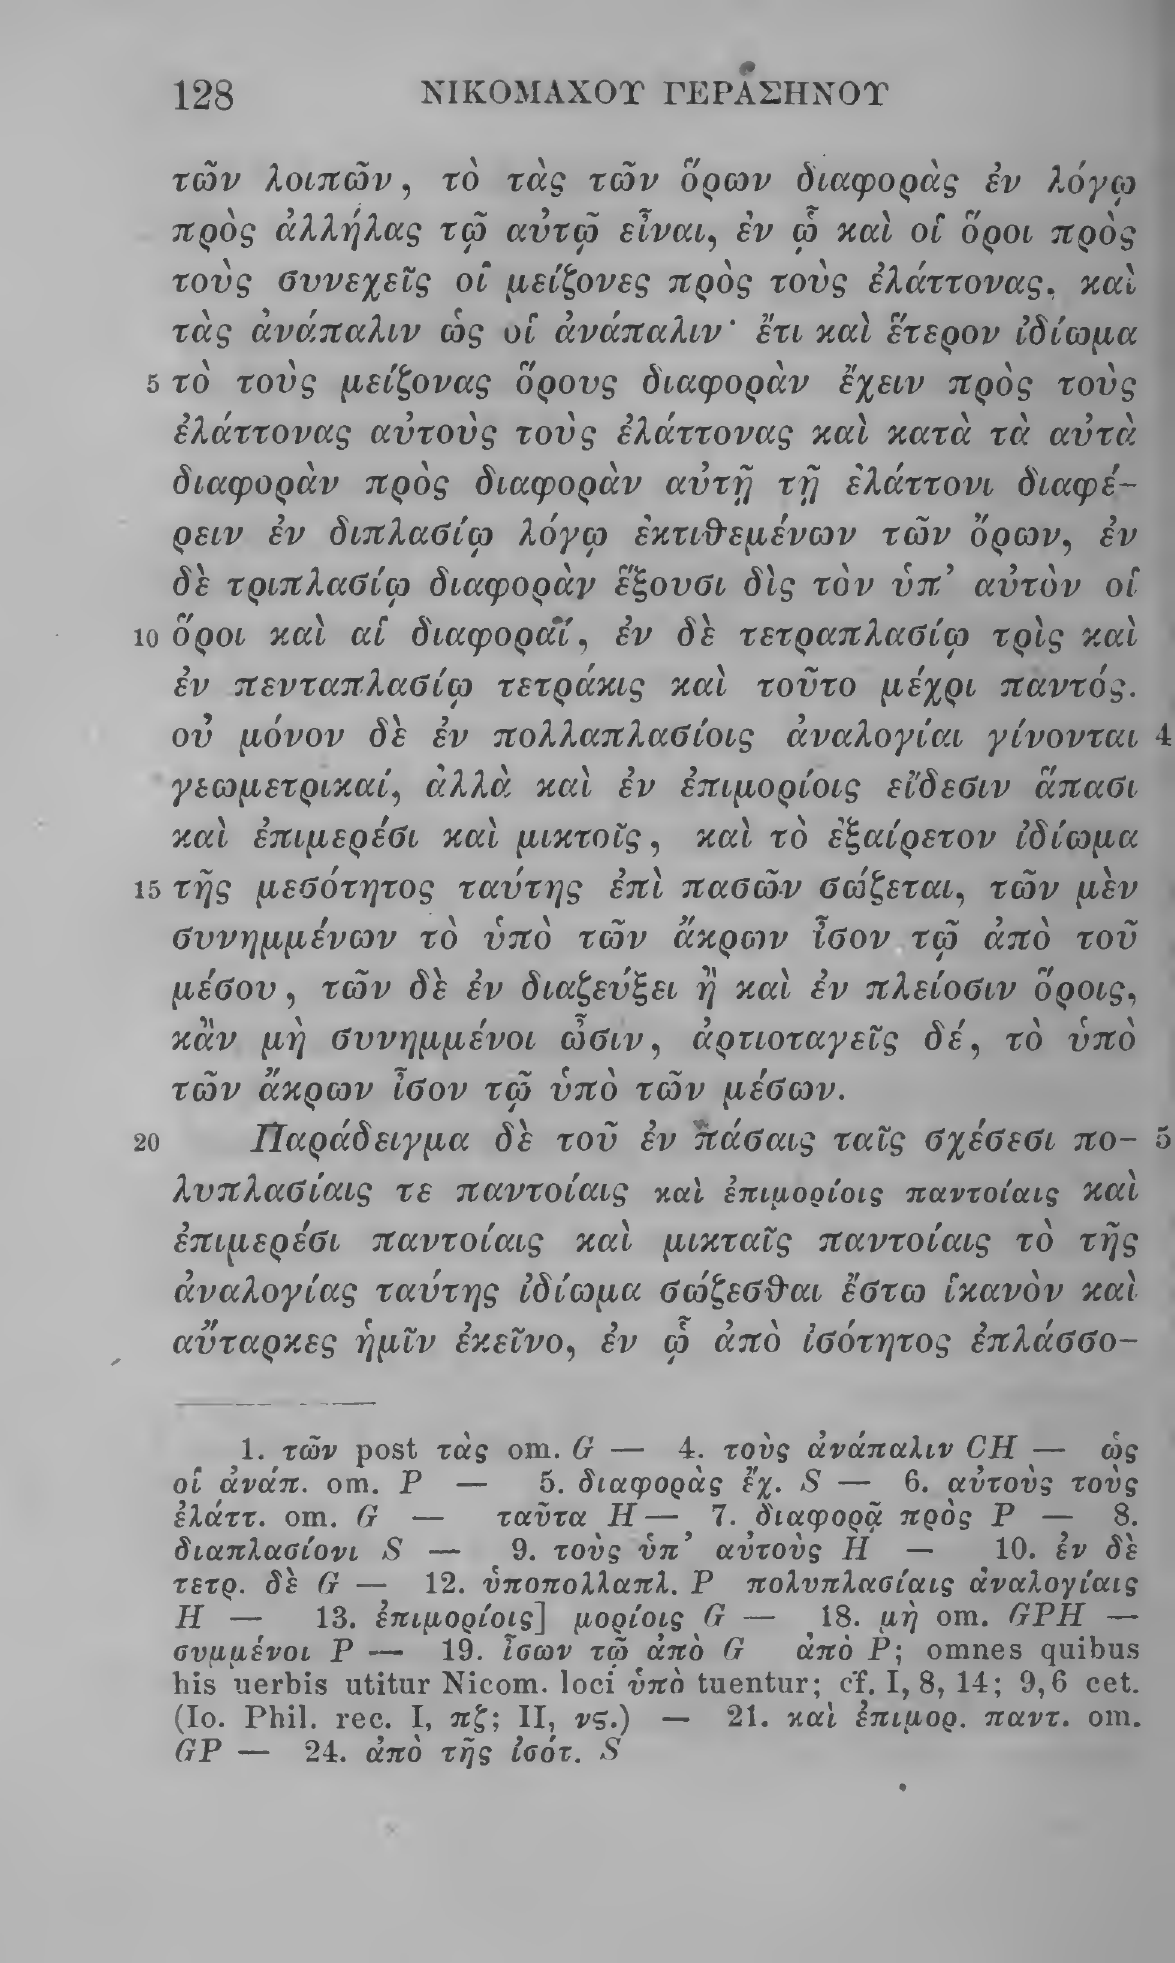 128 ΝΙΚΟΜΑΧΟΥ ΓΕΡΑΣΗΝΟΥ
τῶν λοιπῶν, τὸ τὰς τῶν ὅρων διαφορὰς ἐν λόγῳ
πρὸς ἀλλήλας τῷ αὐτῷ εἶναι, ἐν ᾧ καὶ οἱ ὅροι πρὸς
τοὺς συνεχεῖς οἱ μείζονες πρὸς τοὺς ἐλάττονας, καὶ
τὰς ἀνάπαλιν ὡς οἱ ἀνάπαλιν· ἔτι καὶ ἕτερον ἰδίωμα
5 τὸ τοὺς μείζονας ὅρους διαφορὰν ἔχειν πρὸς τοὺς
ἐλάττονας αὐτοὺς τοὺς ἐλάττονας καὶ κατὰ τὰ αὐτὰ
διαφορὰν πρὸς διαφορὰν αὐτῇ τῇ ἐλάττονι διαφέ-
ρειν ἐν διπλασίῳ λόγῳ ἐκτιθεμένων τῶν ὅρων, ἐν
δὲ τριπλασίῳ διαφορὰν ἕξουσι δὶς τὸν ὑπ᾽ αὐτὸν οἱ
10 ὅροι καὶ αἱ διαφοραί, ἐν δὲ τετραπλασίῳ τρὶς καὶ
ἐν πενταπλασίῳ τετράκις καὶ τοῦτο μέχρι παντός.
οὐ μόνον δὲ ἐν πολλαπλασίοις ἀναλογίαι γίνονται 4
γεωμετρικαί, ἀλλὰ καὶ ἐν ἐπιμορίοις εἴδεσιν ἅπασι
καὶ ἐπιμερέσι καὶ μικτοῖς, καὶ τὸ ἐξαίρετον ἰδίωμα
15 τῆς μεσότητος ταύτης ἐπὶ πασῶν σώζεται, τῶν μὲν
συνημμένων τὸ ὑπὸ τῶν ἄκρων ἴσον τῷ ἀπὸ τοῦ
μέσου, τῶν δὲ ἐν διαζεύξει ἢ καὶ ἐν πλείοσιν ὅροις,
κἂν μὴ συνημμένοι ὦσιν, ἀρτιοταγεῖς δέ, τὸ ὑπὸ
τῶν ἄκρων ἴσον τῷ ὑπὸ τῶν μέσων.
20 Παράδειγμα δὲ τοῦ ἐν πάσαις ταῖς σχέσεσι πο- 5
λυπλασίαις τε παντοίαις καὶ ἐπιμορίοις παντοίαις καὶ
ἐπιμερέσι παντοίαις καὶ μικταῖς παντοίαις τὸ τῆς
ἀναλογίας ταύτης ἰδίωμα σώζεσθαι ἔστω ἱκανὸν καὶ
αὔταρκες ἡμῖν ἐκεῖνο, ἐν ᾧ ἀπὸ ἰσότητος ἐπλάσσο-
1. τῶν post τὰς om. G — 4. τοὺς ἀνάπαλιν CH — ὡς
οἱ ἀνάπ. om. P — 5. διαφορὰς ἔχ. S — 6. αὐτοὺς τοὺς
ἐλάττ. om. G — ταῦτα H — 7. διαφορᾷ πρὸς P — 8.
διαπλασίονι S — 9. τοὺς ὑπ᾽ αὐτοὺς H — 10. ἐν δὲ
τετρ. δὲ G — 12. ὑποπολλαπλ. P πολυπλασίαις ἀναλογίαις
H — 13. ἐπιμορίοις] μορίοις G — 18. μὴ om. GPH —
συμμένοι P — 19. ἴσων τῷ ἀπὸ G ἀπὸ P; omnes quibus
his uerbis utitur Nicom. loci ὑπὸ tuentur; cf. I, 8, 14; 9,6 cet.
(Io. Phil. rec. I, πζ; II, νς.) — 21. καὶ ἐπιμορ. παντ. om.
GP — 24. ἀπὸ τῆς ἰσότ. S